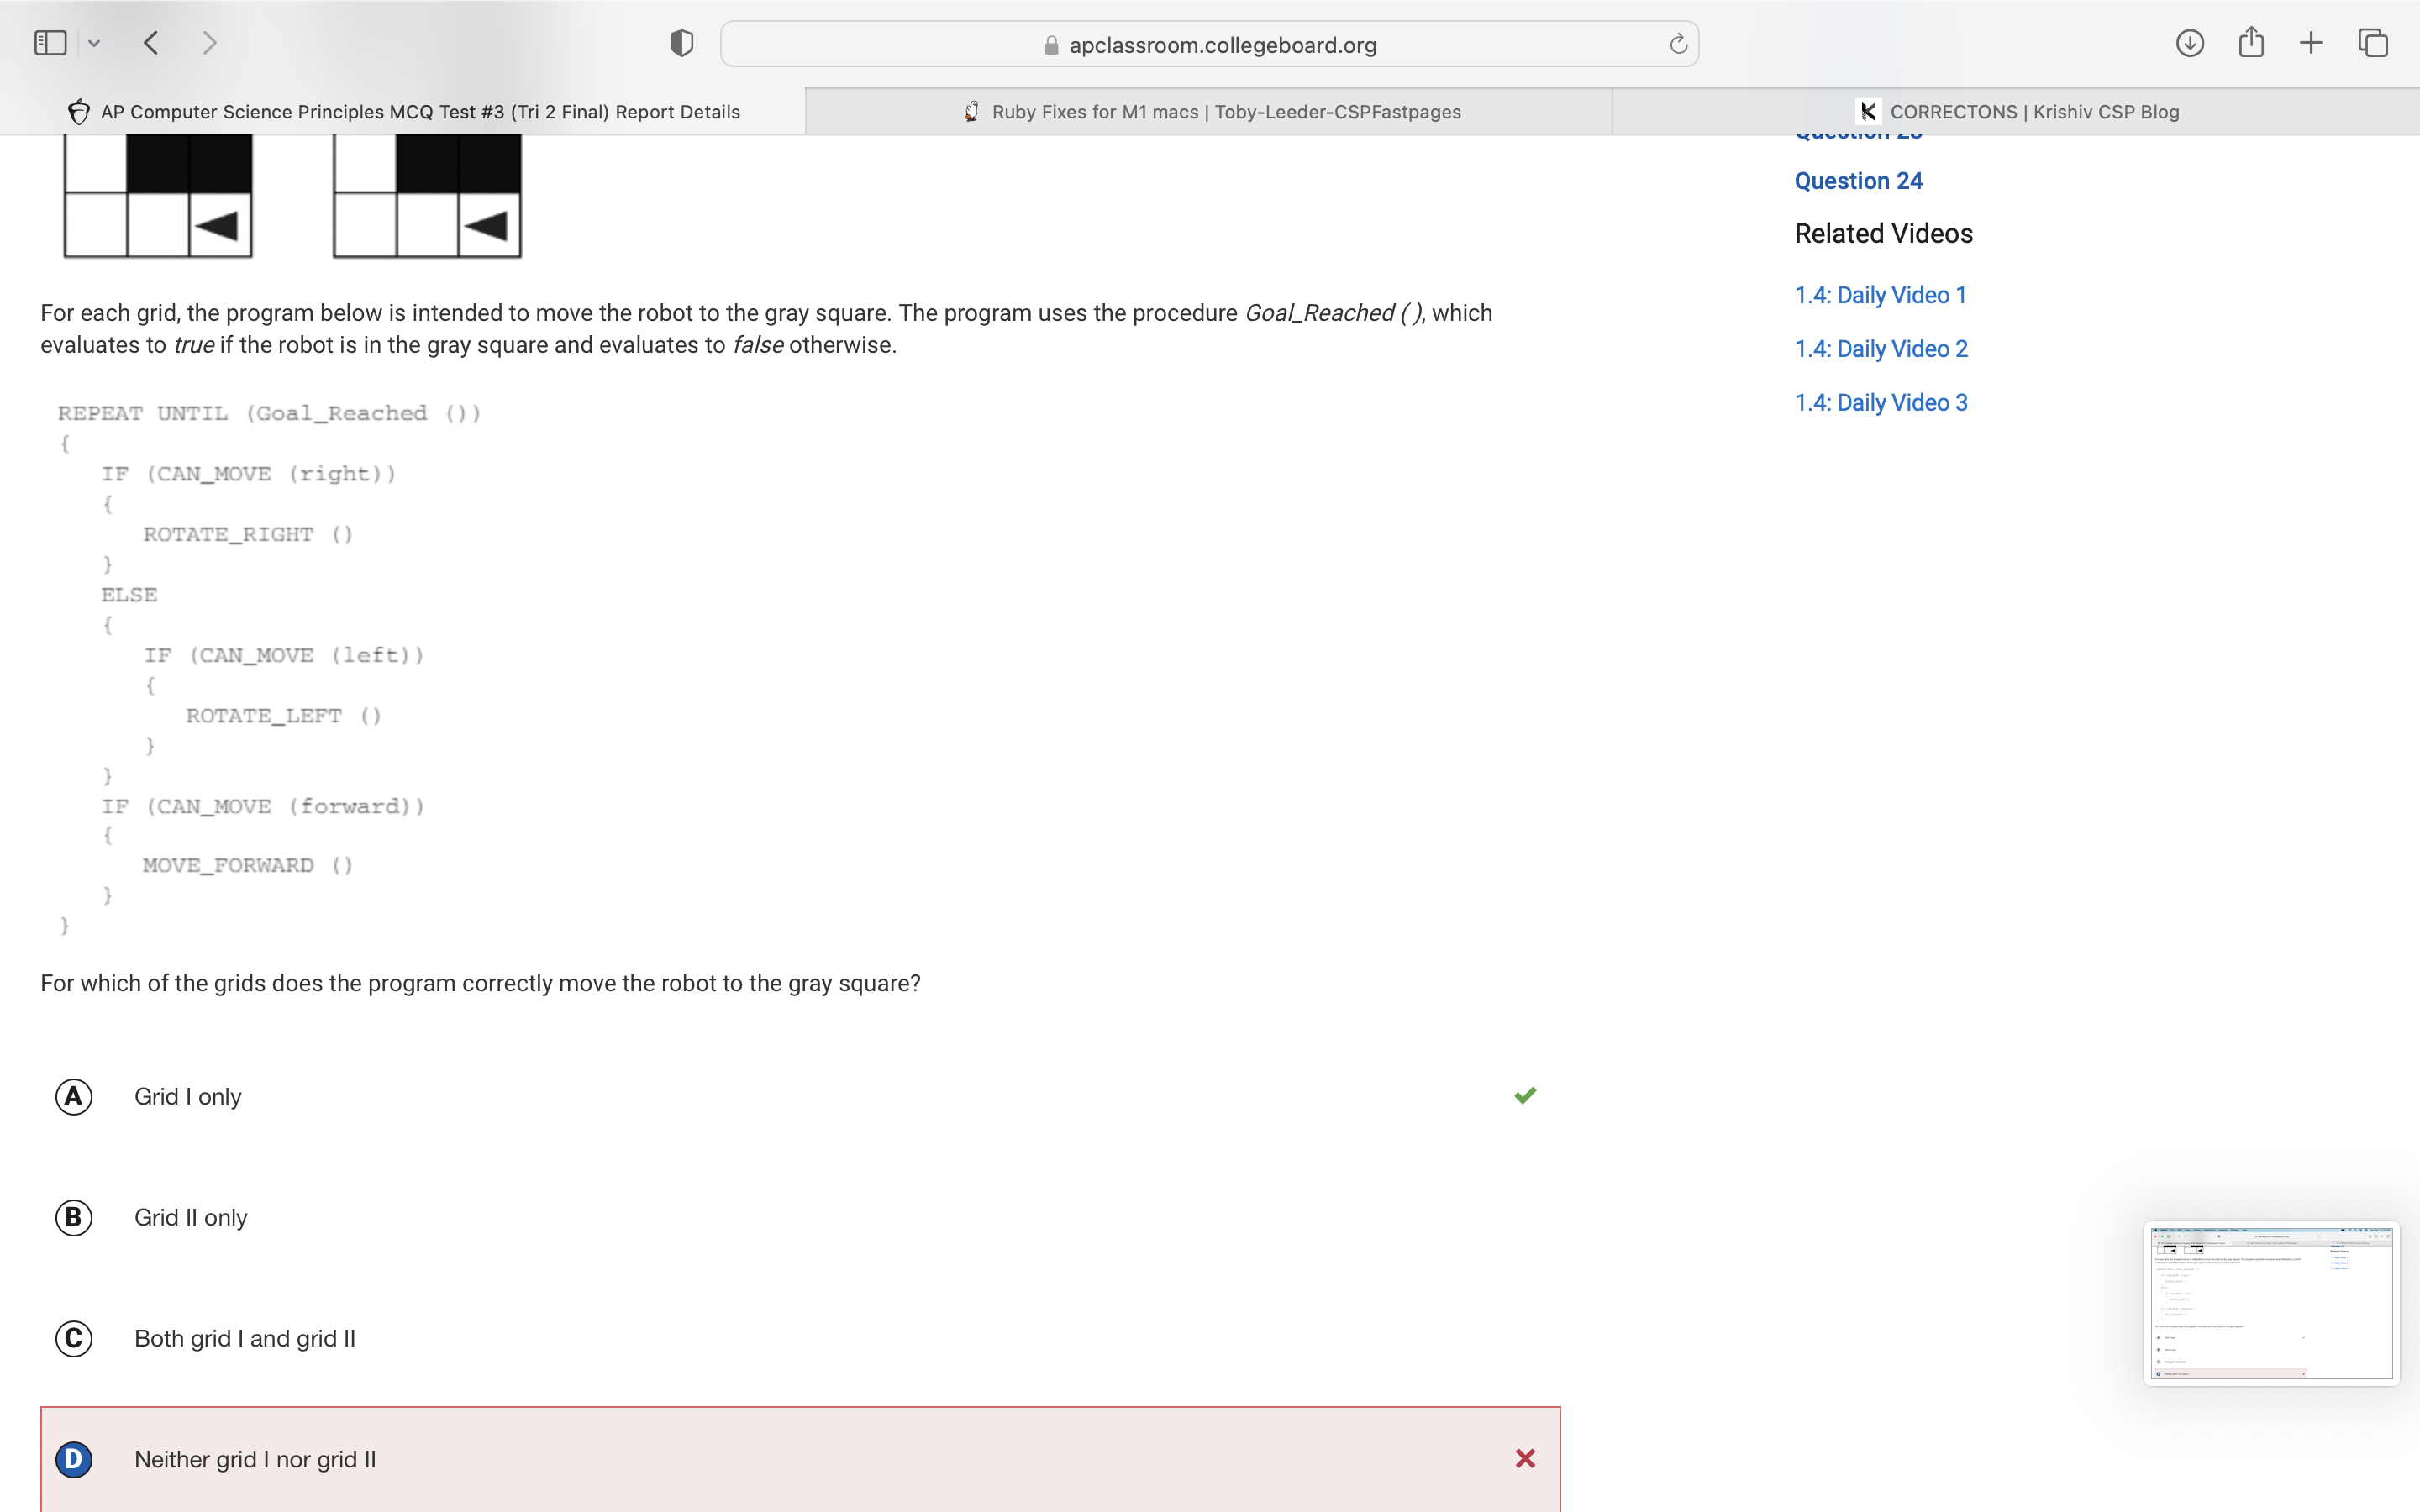 apclassroom.collegeboard.org
AP Computer Science Principles MCQ Test #3 (Tri 2 Final) Report Details
Ruby Fixes for M1 macs | Toby-Leeder-CSPFastpages
CORRECTONS | Krishiv CSP Blog
For each grid, the program below is intended to move the robot to the gray square. The program uses the procedure Goal_Reached ( ), which
evaluates to true if the robot is in the gray square and evaluates to false otherwise.
REPEAT UNTIL (Goal_Reached ())
{
IF (CAN_MOVE (right))
{
ROTATE_RIGHT ()
}
ELSE
{
IF (CAN_MOVE (left))
{
ROTATE_LEFT ()
}
}
IF (CAN_MOVE (forward))
{
MOVE_FORWARD ()
}
}
For which of the grids does the program correctly move the robot to the gray square?
A Grid I only
B Grid II only
C Both grid I and grid II
D Neither grid I nor grid II
Question 24
Related Videos
1.4: Daily Video 1
1.4: Daily Video 2
1.4: Daily Video 3